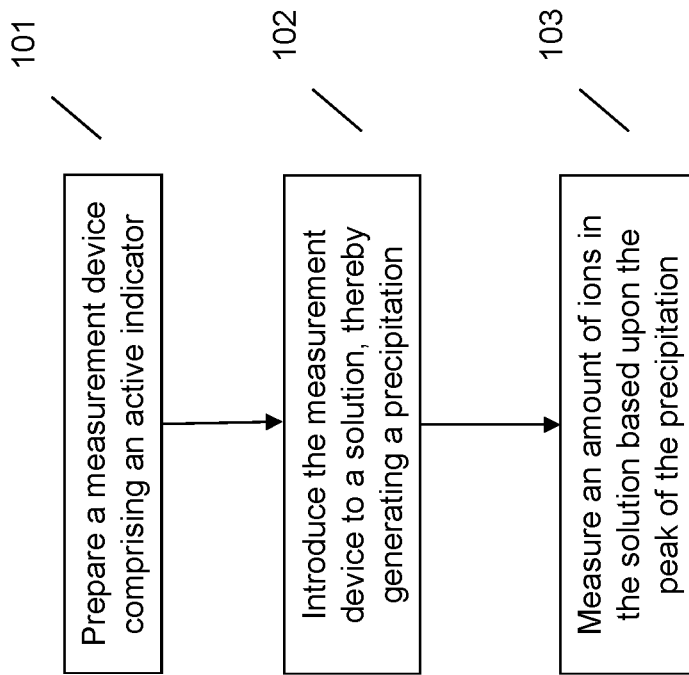 101
Prepare a measurement device
comprising an active indicator
102
Introduce the measurement
device to a solution, thereby
generating a precipitation
103
Measure an amount of ions in
the solution based upon the
peak of the precipitation